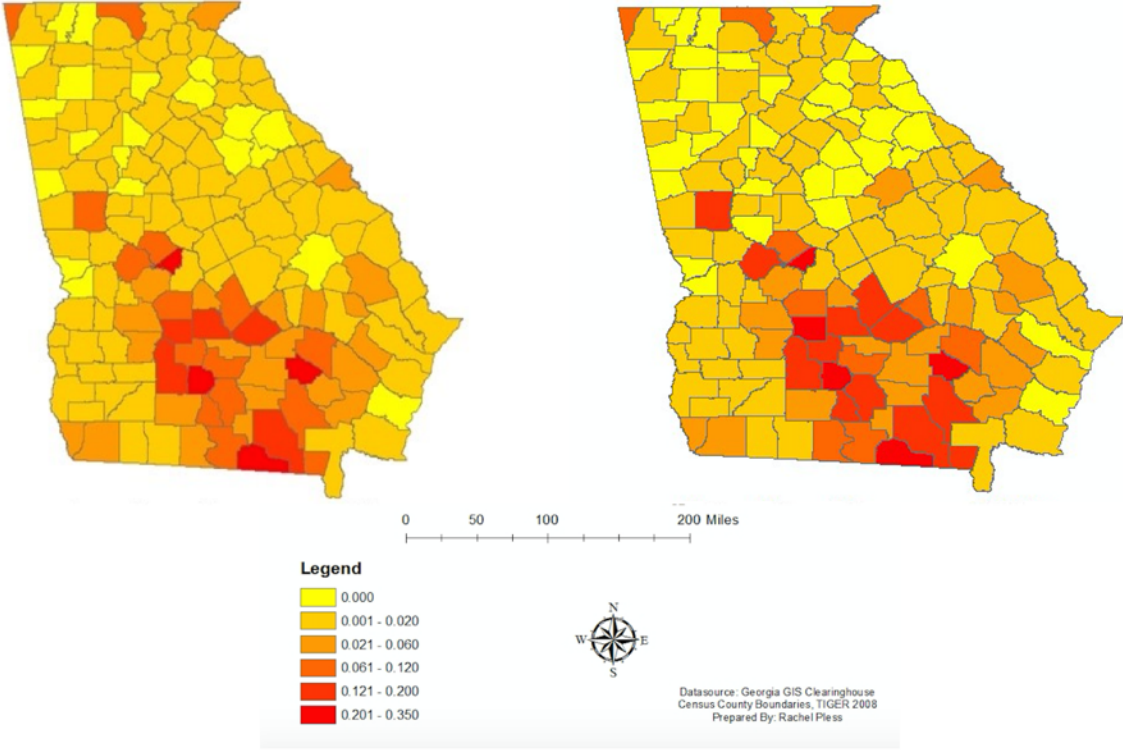 0 50 100 200 Miles
Legend
0.000
0.001 - 0.020
0.021 - 0.060
0.061 - 0.120
0.121 - 0.200
0.201 - 0.350
N
W E
S
Datasource: Georgia GIS Clearinghouse
Census County Boundaries, TIGER 2008
Prepared By: Rachel Pless